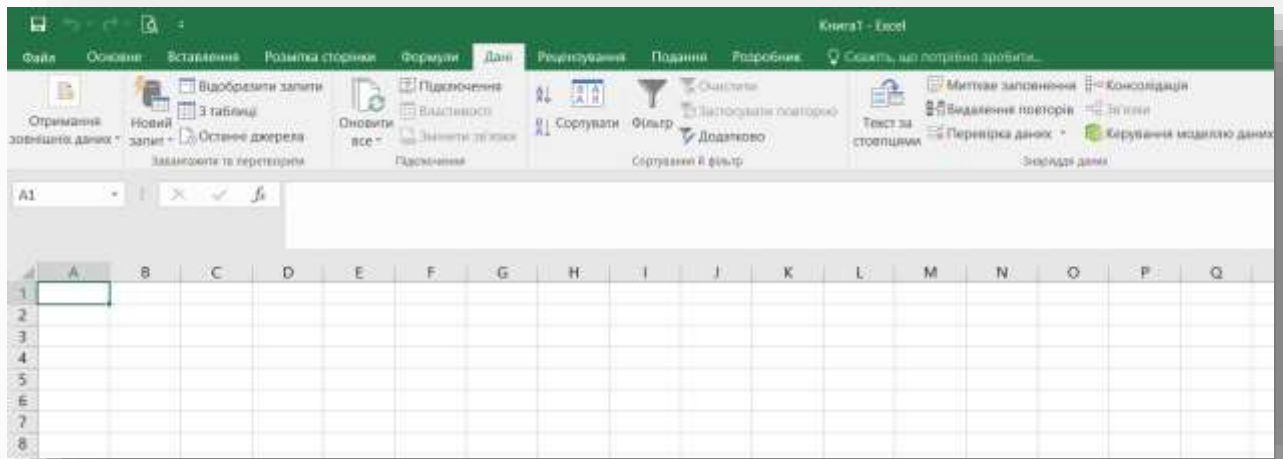 Книга1 - Excel
Файл Основне Вставлення Розмітка сторінки Формули Дані Рецензування Подання Розробник Скажіть, що потрібно зробити...
Отримання зовнішніх даних
Новий запит
Відобразити запити
З таблиці
Останні джерела
Завантажити та перетворити
Оновити все
Підключення
Властивості
Змінити зв'язки
Підключення
Сортувати
Фільтр
Очистити
Застосувати повторно
Додатково
Сортування й фільтр
Текст за стовпцями
Миттєве заповнення
Видалення повторів
Перевірка даних
Консолідація
Зв'язки
Керування моделлю даних
Знаряддя даних
A1 fx
A B C D E F G H I J K L M N O P Q
1
2
3
4
5
6
7
8